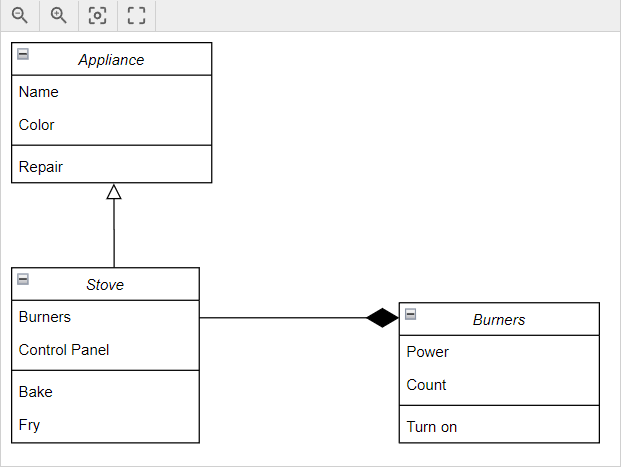 Appliance
Name
Color
Repair
Stove
Burners
Control Panel
Bake
Fry
Burners
Power
Count
Turn on